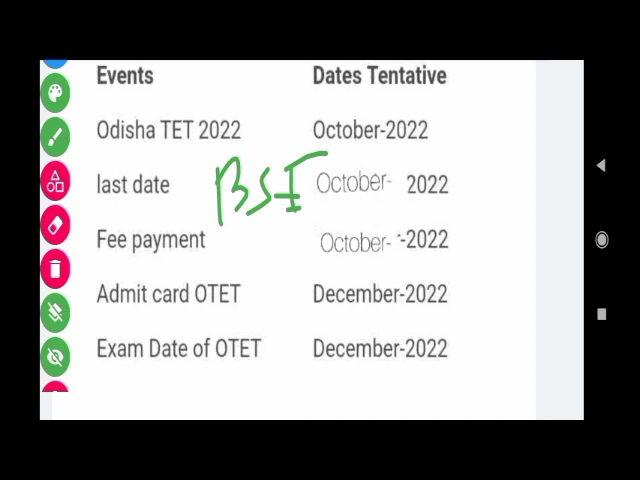 Events Dates Tentative
Odisha TET 2022 October-2022
last date BSI October- 2022
Fee payment October- -2022
Admit card OTET December-2022
Exam Date of OTET December-2022